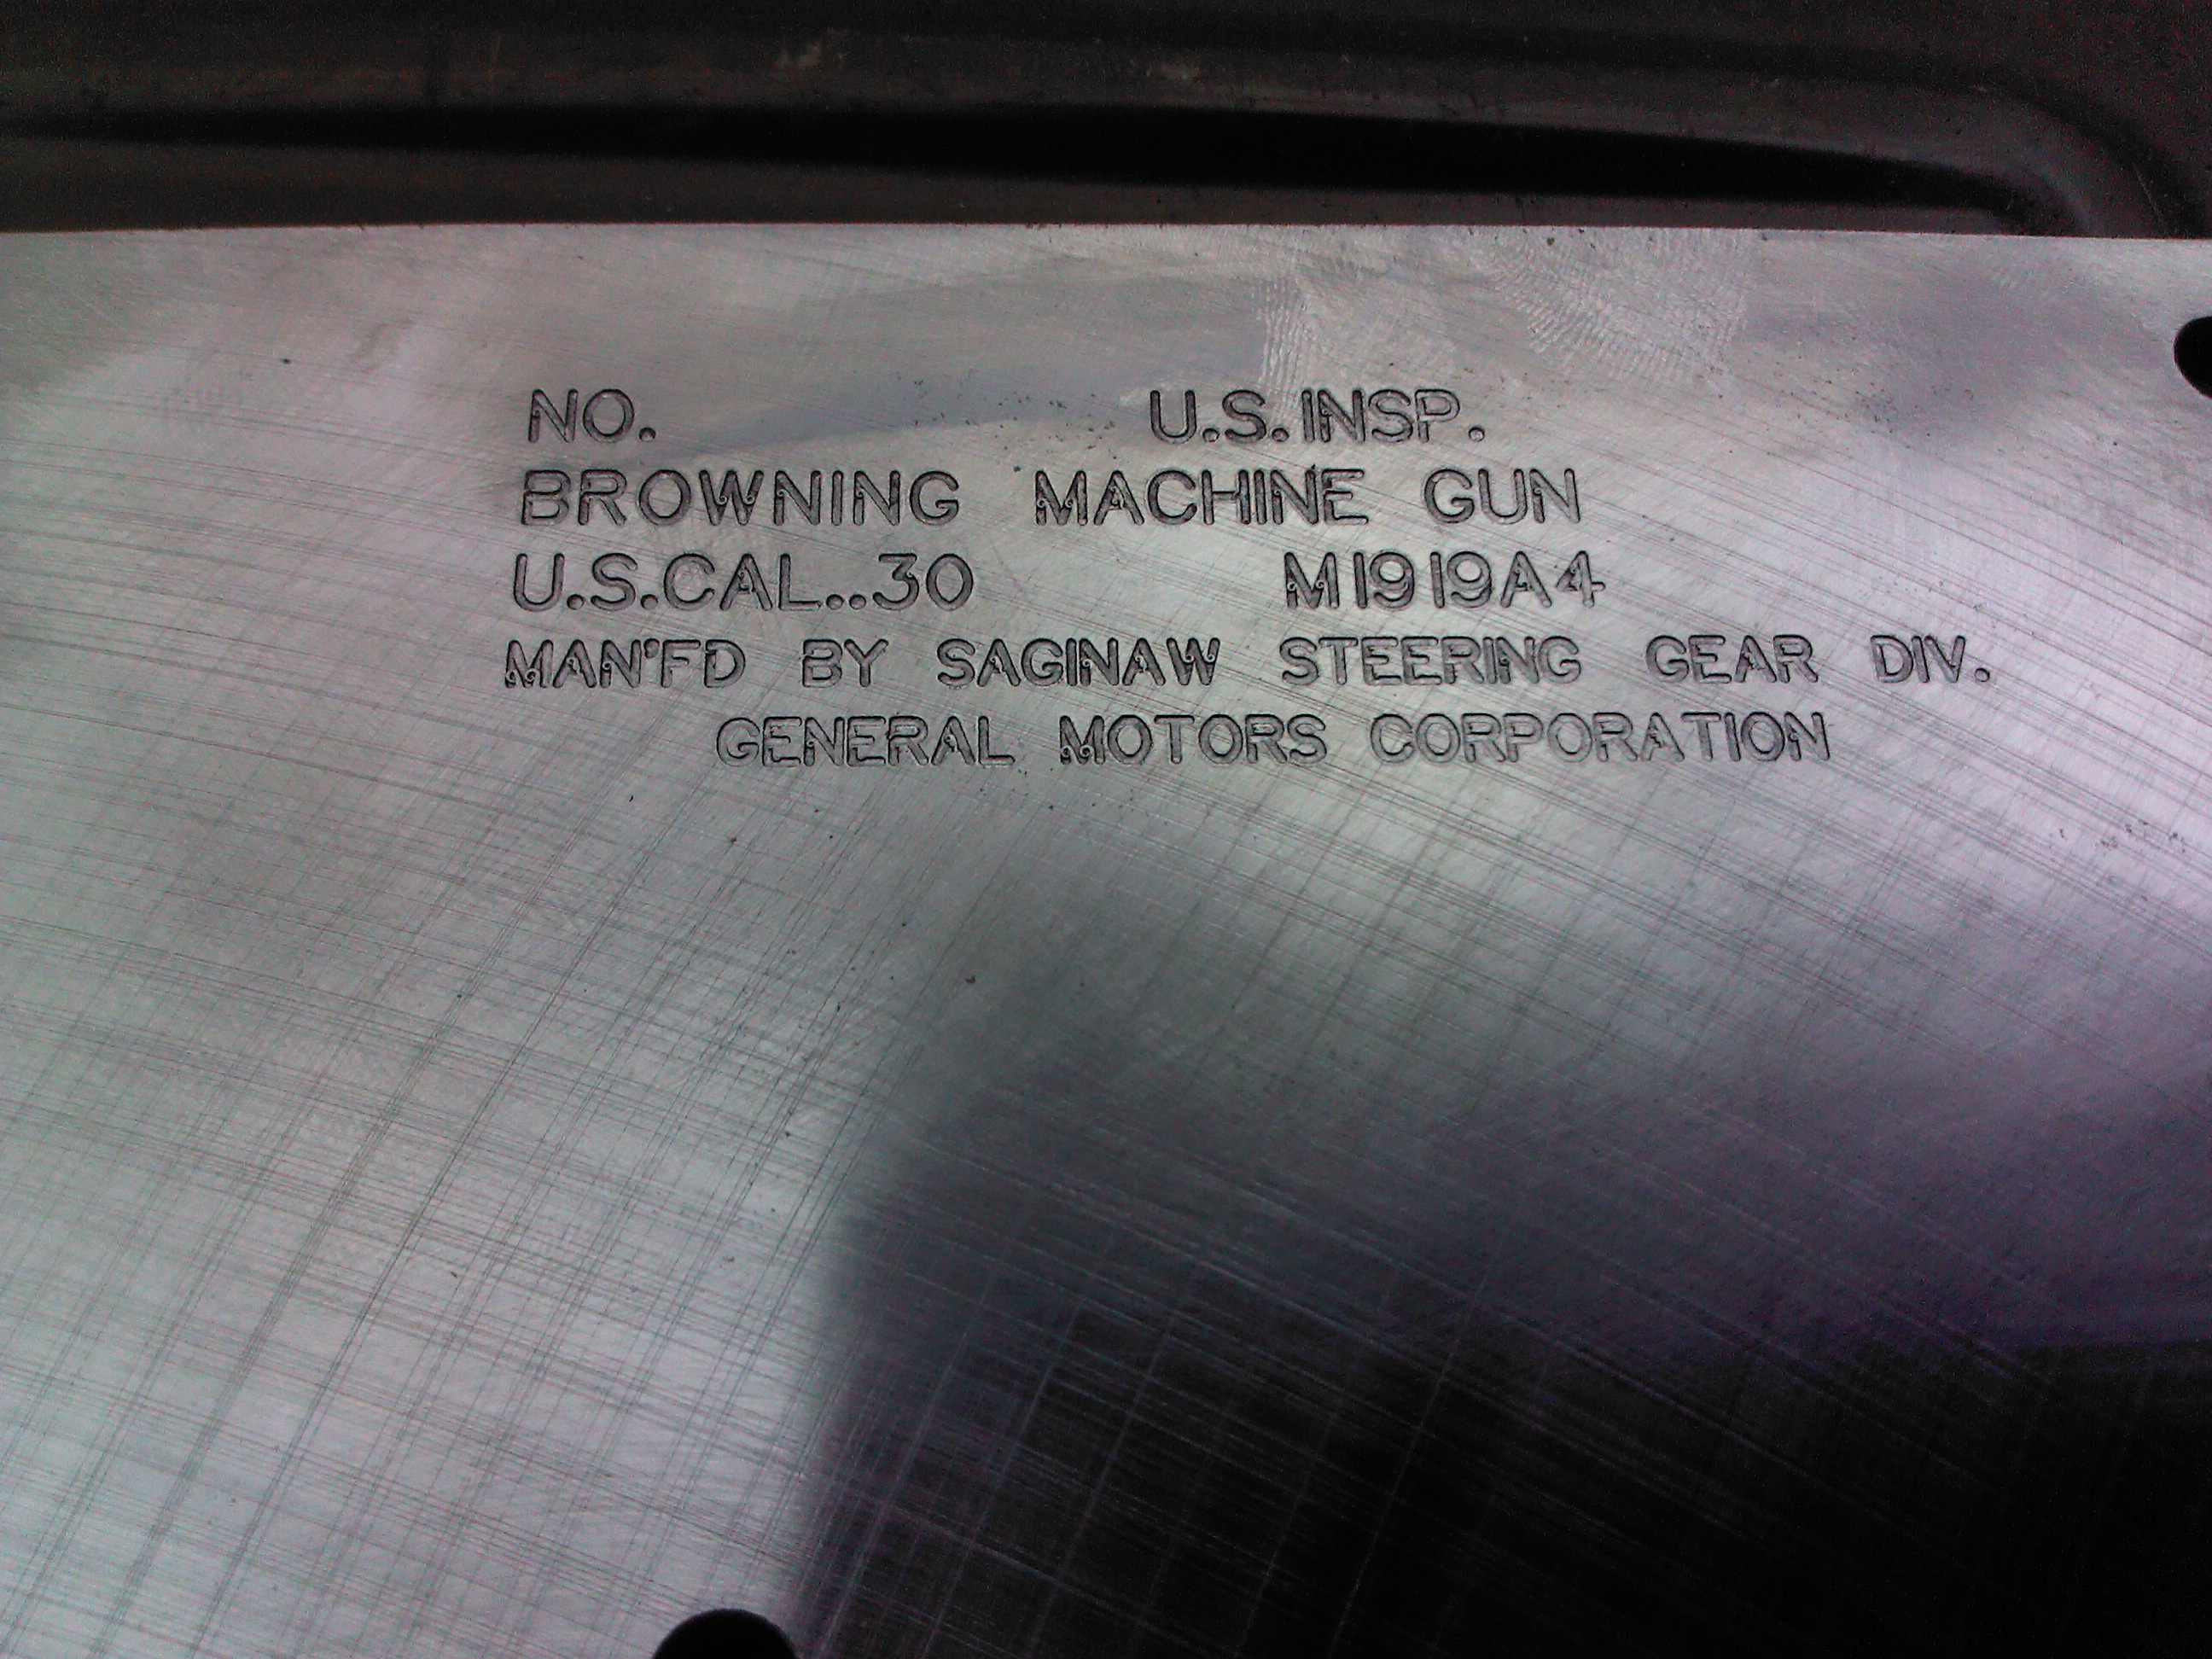 NO. U.S. INSP.
BROWNING MACHINE GUN
U.S.CAL..30 M1919A4
MAN'FD BY SAGINAW STEERING GEAR DIV.
GENERAL MOTORS CORPORATION